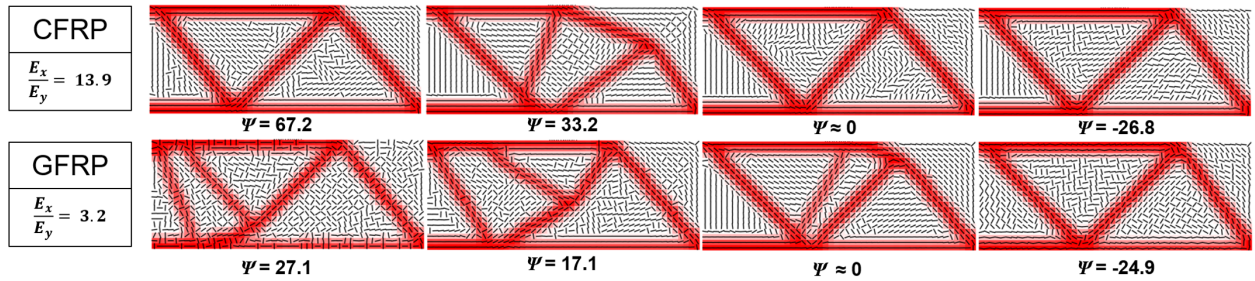 CFRP
Ex/Ey = 13.9
Ψ = 67.2
Ψ = 33.2
Ψ ≈ 0
Ψ = -26.8
GFRP
Ex/Ey = 3.2
Ψ = 27.1
Ψ = 17.1
Ψ ≈ 0
Ψ = -24.9